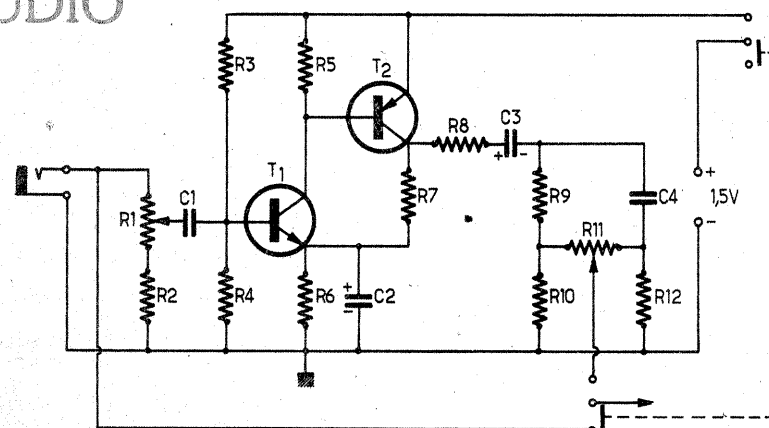 UDIO
R3
R5
T2
R8
C3
V
C1
T1
R7
R9
C4
+
1,5V
-
R1
R11
R2
R4
R6
+
-
C2
R10
R12
+ -